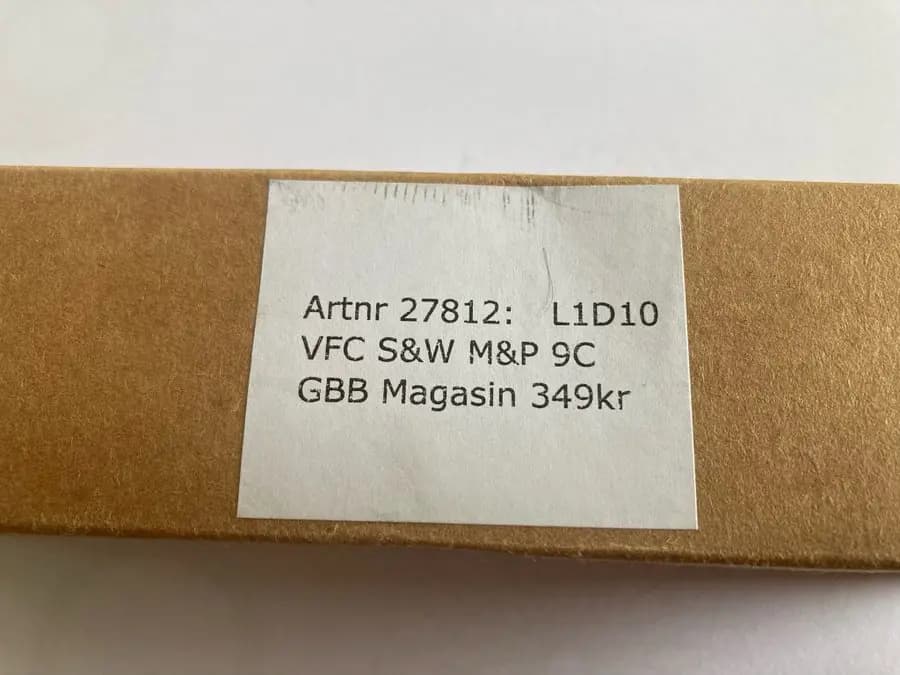 Artnr 27812: L1D10
VFC S&W M&P 9C
GBB Magasin 349kr